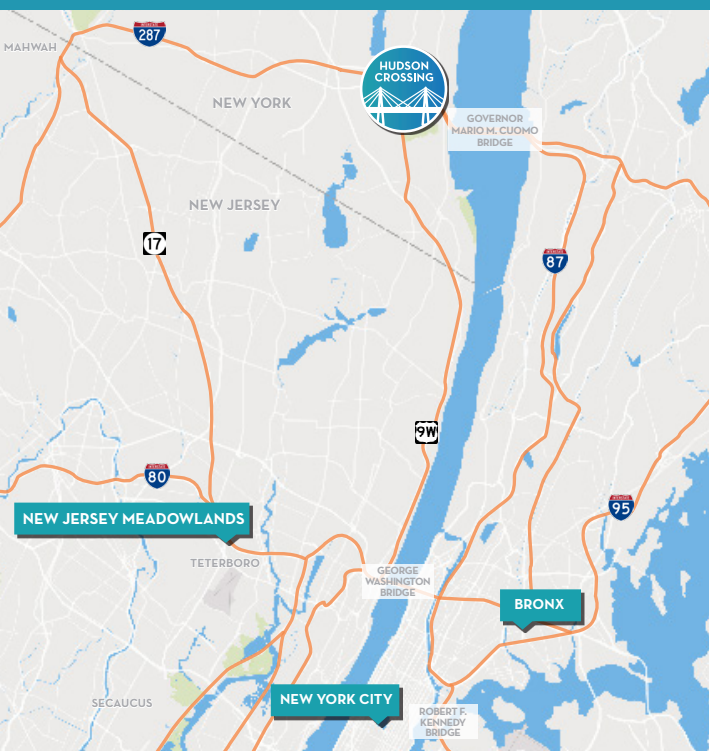 287
MAHWAH
HUDSON
CROSSING
NEW YORK
GOVERNOR
MARIO M. CUOMO
BRIDGE
NEW JERSEY
17
87
9W
80
95
NEW JERSEY MEADOWLANDS
TETERBORO
GEORGE
WASHINGTON
BRIDGE
BRONX
NEW YORK CITY
SECAUCUS
ROBERT F.
KENNEDY
BRIDGE